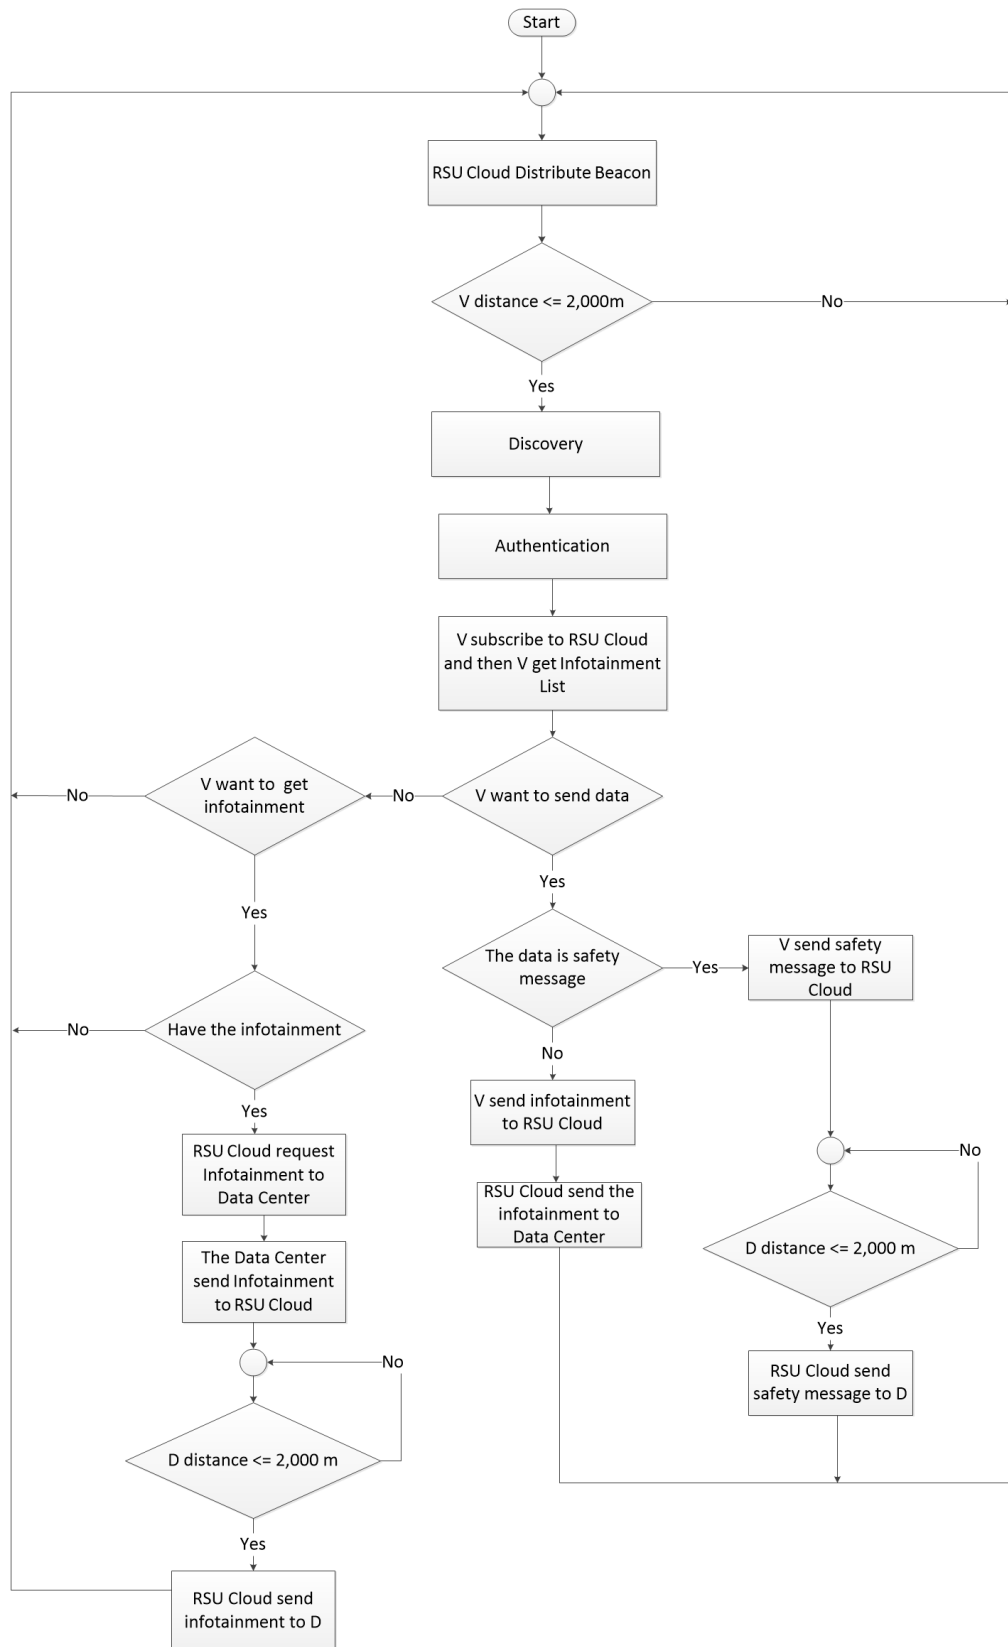 Start
RSU Cloud Distribute Beacon
V distance <= 2,000m
No
Yes
Discovery
Authentication
V subscribe to RSU Cloud
and then V get Infotainment
List
No
V want to  get
infotainment
No
V want to send data
Yes
Yes
The data is safety
message
Yes
V send safety
message to RSU
Cloud
No
Have the infotainment
No
Yes
V send infotainment
to RSU Cloud
RSU Cloud request
Infotainment to
Data Center
No
RSU Cloud send the
infotainment to
Data Center
D distance <= 2,000 m
The Data Center
send Infotainment
to RSU Cloud
Yes
No
RSU Cloud send
safety message to D
D distance <= 2,000 m
Yes
RSU Cloud send
infotainment to D